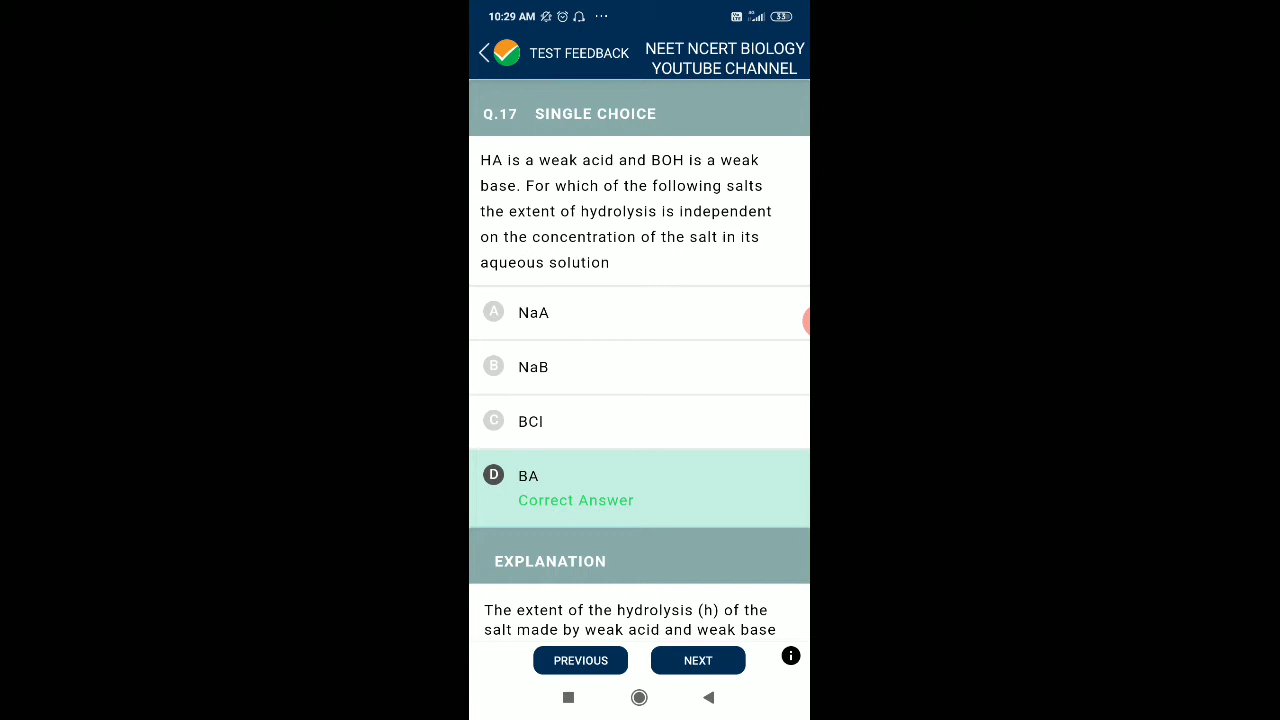 10:29 AM ...
4G 33
TEST FEEDBACK
NEET NCERT BIOLOGY
YOUTUBE CHANNEL
Q.17 SINGLE CHOICE
HA is a weak acid and BOH is a weak
base. For which of the following salts
the extent of hydrolysis is independent
on the concentration of the salt in its
aqueous solution
A NaA
B NaB
C BCl
D BA
Correct Answer
EXPLANATION
The extent of the hydrolysis (h) of the
salt made by weak acid and weak base
PREVIOUS NEXT